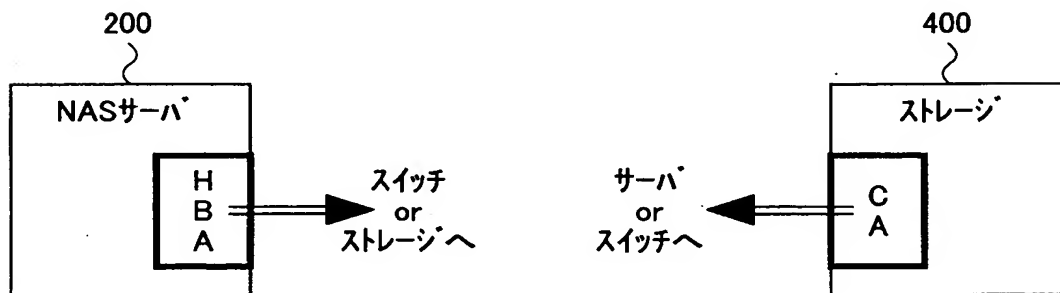 200
NASサーバ
H
B
A
スイッチ
or
ストレージへ
400
ストレージ
サーバ
or
スイッチへ
C
A